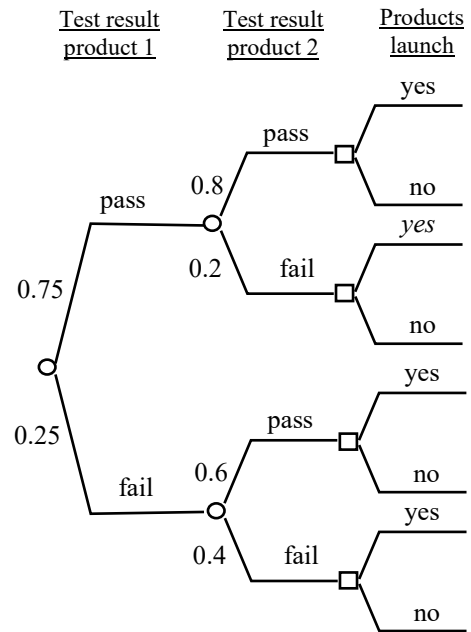 Test result Test result Products
product 1 product 2 launch
yes
pass
0.8 no
pass yes
0.2 fail
0.75 no
yes
0.25 pass
fail 0.6 no
yes
0.4 fail
no